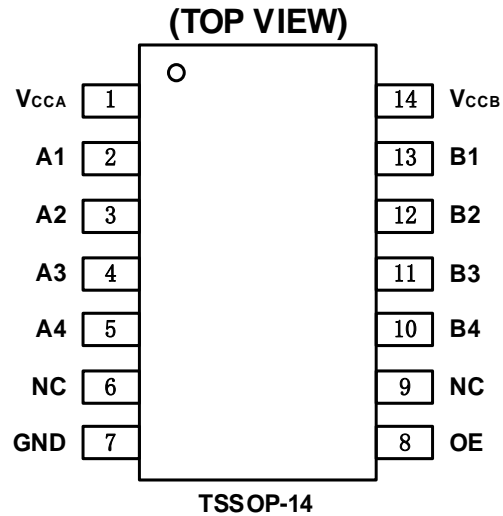 (TOP VIEW)
VCCA 1 14 VCCB
A1 2 13 B1
A2 3 12 B2
A3 4 11 B3
A4 5 10 B4
NC 6 9 NC
GND 7 8 OE
TSSOP-14